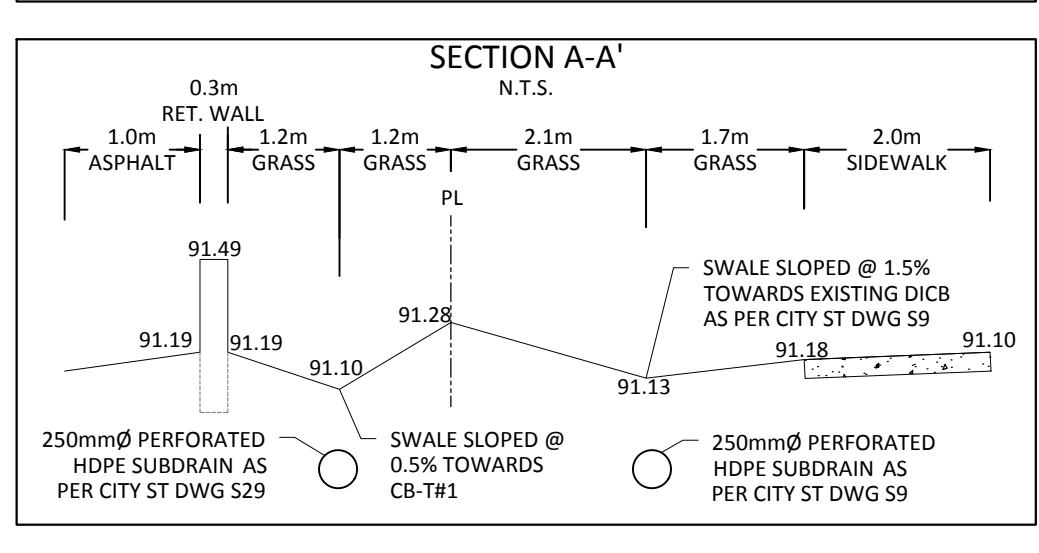 SECTION A-A'
N.T.S.
0.3m
RET. WALL
1.0m
ASPHALT
1.2m
GRASS
1.2m
GRASS
2.1m
GRASS
1.7m
GRASS
2.0m
SIDEWALK
PL
91.49
91.19
91.19
91.10
91.28
91.13
91.18
91.10
SWALE SLOPED @ 1.5%
TOWARDS EXISTING DICB
AS PER CITY ST DWG S9
250mmØ PERFORATED
HDPE SUBDRAIN AS
PER CITY ST DWG S29
SWALE SLOPED @
0.5% TOWARDS
CB-T#1
250mmØ PERFORATED
HDPE SUBDRAIN AS
PER CITY ST DWG S9